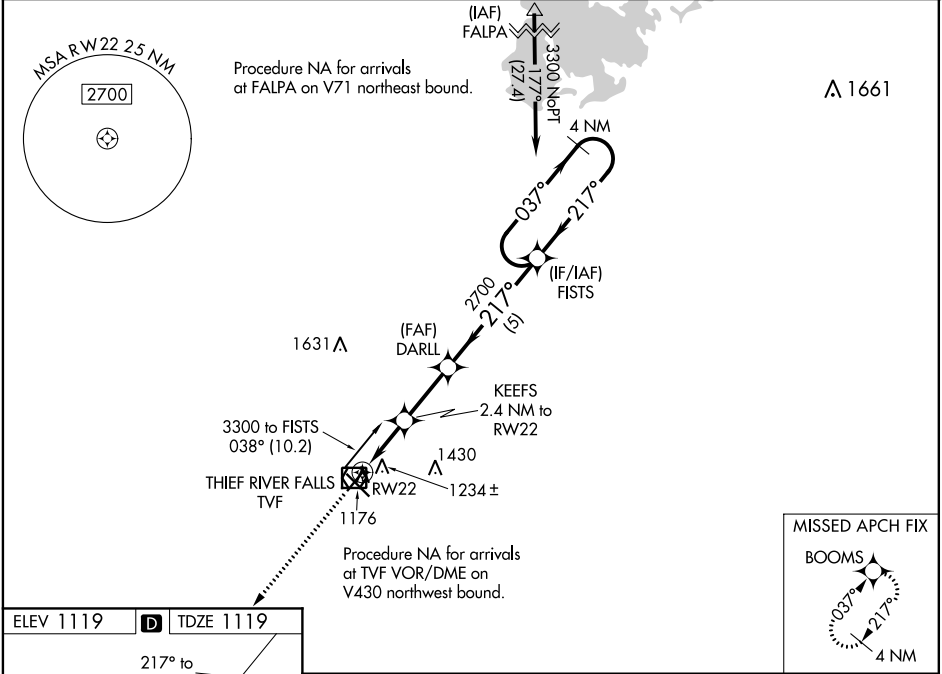 MSA RW22 25 NM
2700
Procedure NA for arrivals
at FALPA on V71 northeast bound.
(IAF)
FALPA
3300 NoPT
177°
(27.4)
1661
4 NM
037°
217°
(IF/IAF)
FISTS
2700
217°
(5)
(FAF)
DARLL
1631
KEEFS
2.4 NM to
RW22
3300 to FISTS
038° (10.2)
1430
THIEF RIVER FALLS
TVF
RW22
1234 ±
1176
Procedure NA for arrivals
at TVF VOR/DME on
V430 northwest bound.
MISSED APCH FIX
BOOMS
037°
217°
4 NM
ELEV 1119 D TDZE 1119
217° to